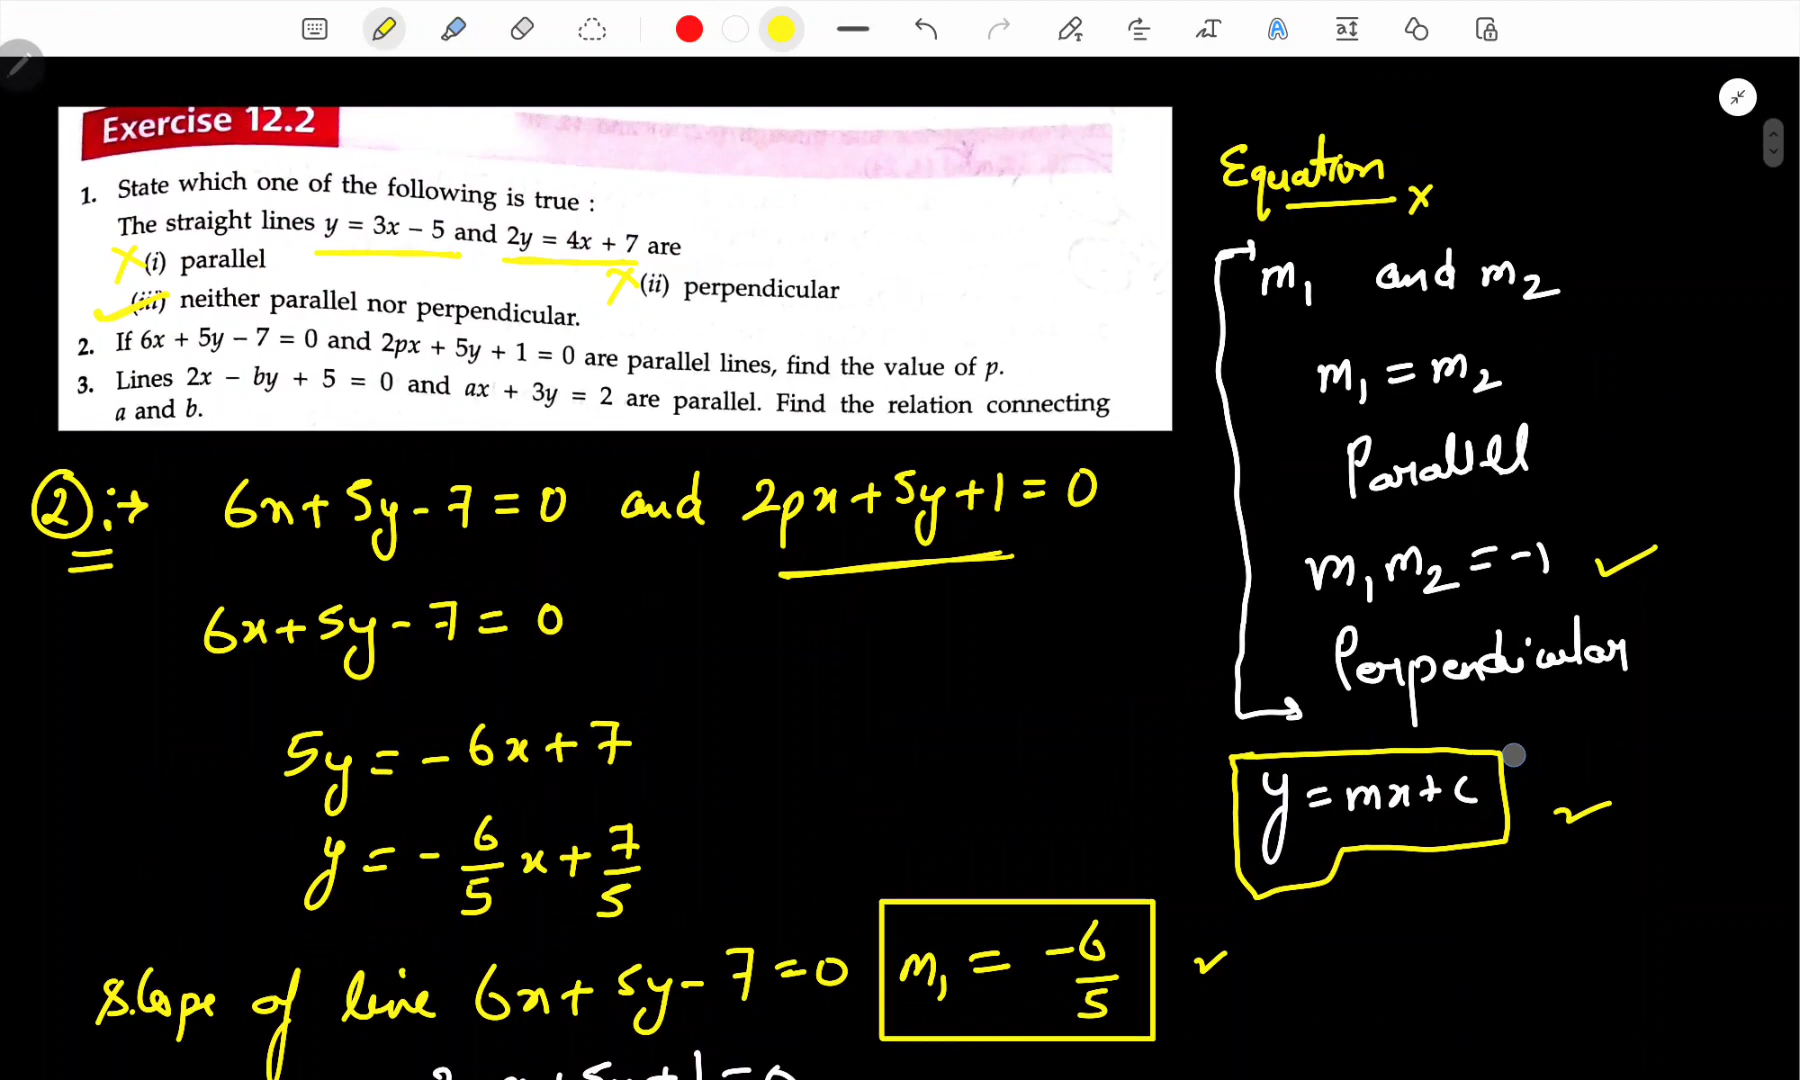 Exercise 12.2
1. State which one of the following is true :
The straight lines y = 3x – 5 and 2y = 4x + 7 are
(i) parallel
(ii) perpendicular
(iii) neither parallel nor perpendicular.
2. If 6x + 5y – 7 = 0 and 2px + 5y + 1 = 0 are parallel lines, find the value of p.
3. Lines 2x – by + 5 = 0 and ax + 3y = 2 are parallel. Find the relation connecting
a and b.
② :→ 6x + 5y - 7 = 0 and 2px + 5y + 1 = 0
6x + 5y - 7 = 0
5y = - 6x + 7
y = - 6/5 x + 7/5
Slope of line 6x + 5y - 7 = 0 m₁ = -6/5
Equation x
m₁ and m₂
m₁ = m₂
Parallel
m₁ m₂ = -1
Perpendicular
y = mx + c